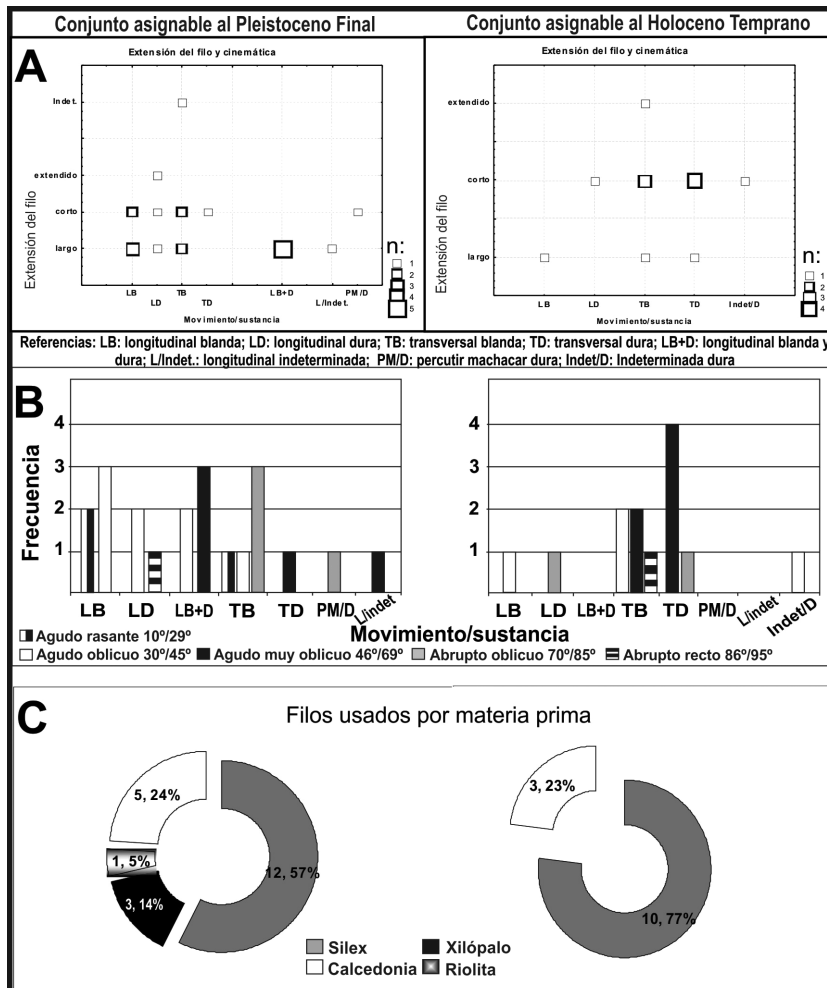 Conjunto asignable al Pleistoceno Final
Conjunto asignable al Holoceno Temprano
A
Extensión del filo y cinemática
Extensión del filo
Indet.
extendido
corto
largo
LB
LD
TB
TD
LB+D
L/Indet.
PM/D
Movimiento/sustancia
n:
1
2
3
4
5
Extensión del filo y cinemática
Extensión del filo
extendido
corto
largo
LB
LD
TB
TD
Indet/D
Movimiento/sustancia
n:
1
2
3
4
Referencias: LB: longitudinal blanda; LD: longitudinal dura; TB: transversal blanda; TD: transversal dura; LB+D: longitudinal blanda y
dura; L/Indet.: longitudinal indeterminada; PM/D: percutir machacar dura; Indet/D: Indeterminada dura
B
Frecuencia
4
3
2
1
LB
LD
LB+D
TB
TD
PM/D
L/indet
4
3
2
1
LB
LD
LB+D
TB
TD
PM/D
L/indet
Indet/D
Movimiento/sustancia
Agudo rasante 10º/29º
Agudo oblicuo 30º/45º
Agudo muy oblicuo 46º/69º
Abrupto oblicuo 70º/85º
Abrupto recto 86º/95º
C
Filos usados por materia prima
5, 24%
1, 5%
3, 14%
12, 57%
3, 23%
10, 77%
Silex
Xilópalo
Calcedonia
Riolita